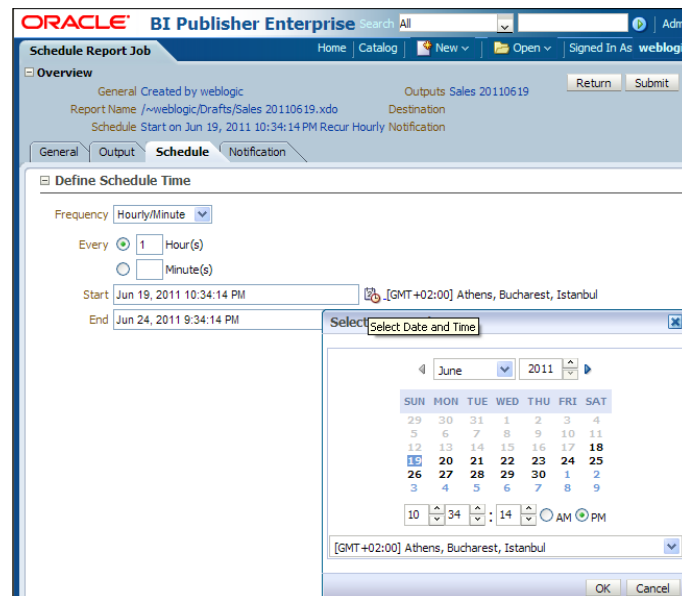 ORACLE BI Publisher Enterprise Search All Adm
Schedule Report Job Home Catalog New Open Signed In As weblogi
Overview
Return Submit
General Created by weblogic Outputs Sales 20110619
Report Name /~weblogic/Drafts/Sales 20110619.xdo Destination
Schedule Start on Jun 19, 2011 10:34:14 PM Recur Hourly Notification
General Output Schedule Notification
Define Schedule Time
Frequency Hourly/Minute
Every 1 Hour(s)
Minute(s)
Start Jun 19, 2011 10:34:14 PM [GMT+02:00] Athens, Bucharest, Istanbul
End Jun 24, 2011 9:34:14 PM
Select
Select Date and Time
June 2011
SUN MON TUE WED THU FRI SAT
29 30 31 1 2 3 4
5 6 7 8 9 10 11
12 13 14 15 16 17 18
19 20 21 22 23 24 25
26 27 28 29 30 1 2
3 4 5 6 7 8 9
10 34 : 14 AM PM
[GMT+02:00] Athens, Bucharest, Istanbul
OK Cancel